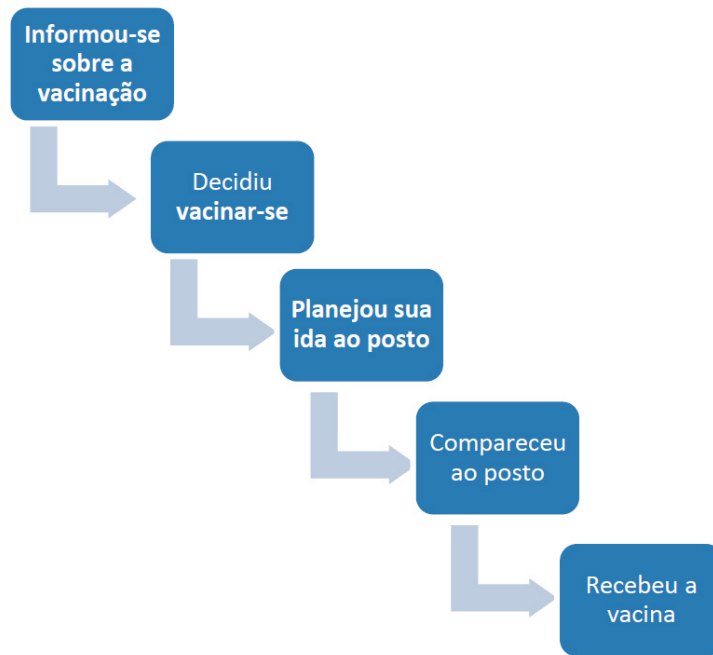 Informou-se
sobre a
vacinação
Decidiu
vacinar-se
Planejou sua
ida ao posto
Compareceu
ao posto
Recebeu a
vacina